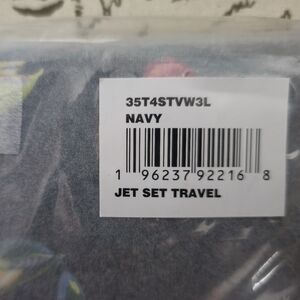 35T4STVW3L
NAVY
1 96237 92216 8
JET SET TRAVEL